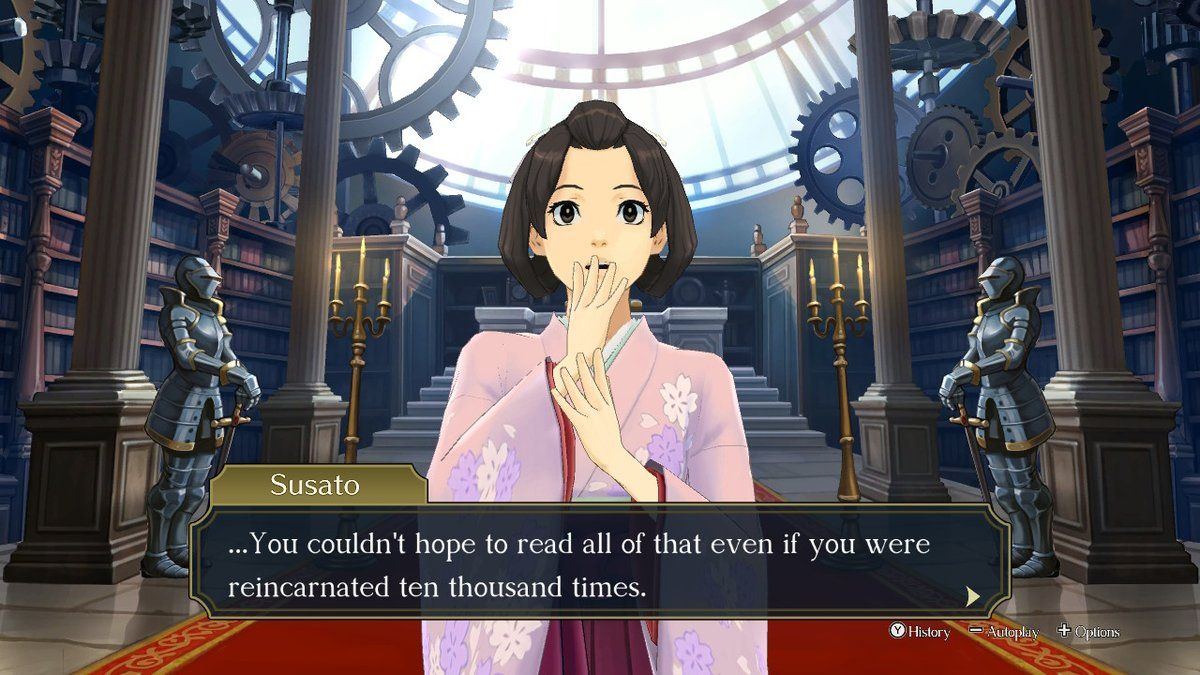 Susato
...You couldn't hope to read all of that even if you were
reincarnated ten thousand times.
Y History - Autoplay + Options